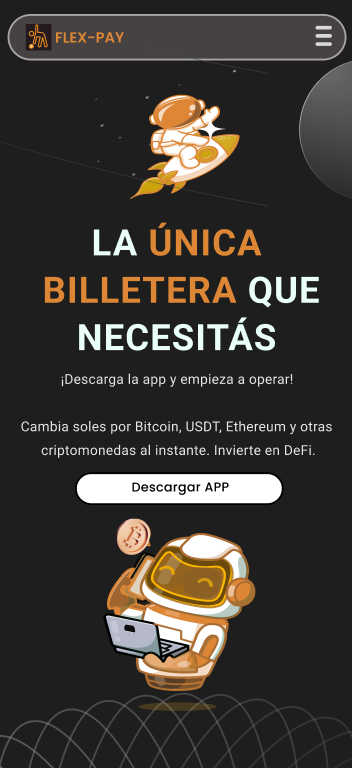 FLEX-PAY
LA ÚNICA
BILLETERA QUE
NECESITÁS
¡Descarga la app y empieza a operar!
Cambia soles por Bitcoin, USDT, Ethereum y otras
criptomonedas al instante. Invierte en DeFi.
Descargar APP